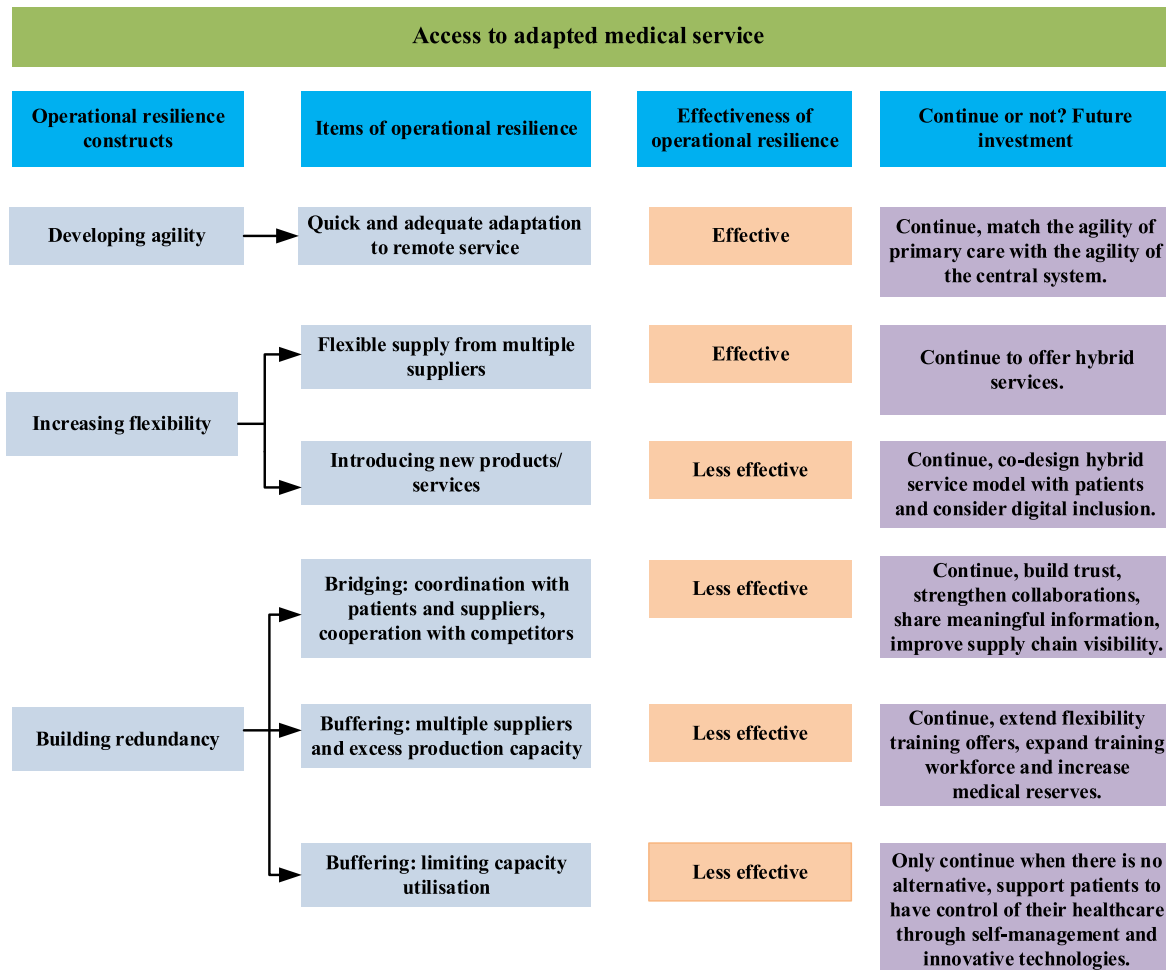 Access to adapted medical service
Operational resilience
constructs
Items of operational resilience
Effectiveness of
operational resilience
Continue or not? Future
investment
Developing agility
Quick and adequate adaptation
to remote service
Effective
Continue, match the agility of
primary care with the agility of
the central system.
Increasing flexibility
Flexible supply from multiple
suppliers
Effective
Continue to offer hybrid
services.
Introducing new products/
services
Less effective
Continue, co-design hybrid
service model with patients
and consider digital inclusion.
Building redundancy
Bridging: coordination with
patients and suppliers,
cooperation with competitors
Less effective
Continue, build trust,
strengthen collaborations,
share meaningful information,
improve supply chain visibility.
Buffering: multiple suppliers
and excess production capacity
Less effective
Continue, extend flexibility
training offers, expand training
workforce and increase
medical reserves.
Buffering: limiting capacity
utilisation
Less effective
Only continue when there is no
alternative, support patients to
have control of their healthcare
through self-management and
innovative technologies.